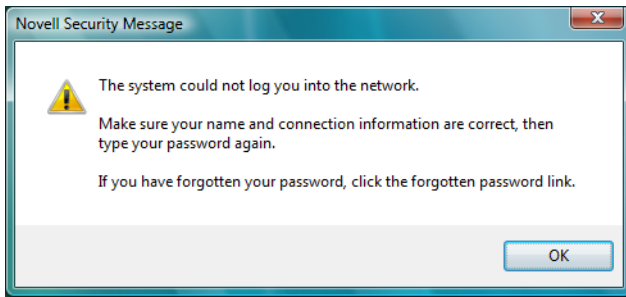 Novell Security Message
The system could not log you into the network.
Make sure your name and connection information are correct, then
type your password again.
If you have forgotten your password, click the forgotten password link.
OK